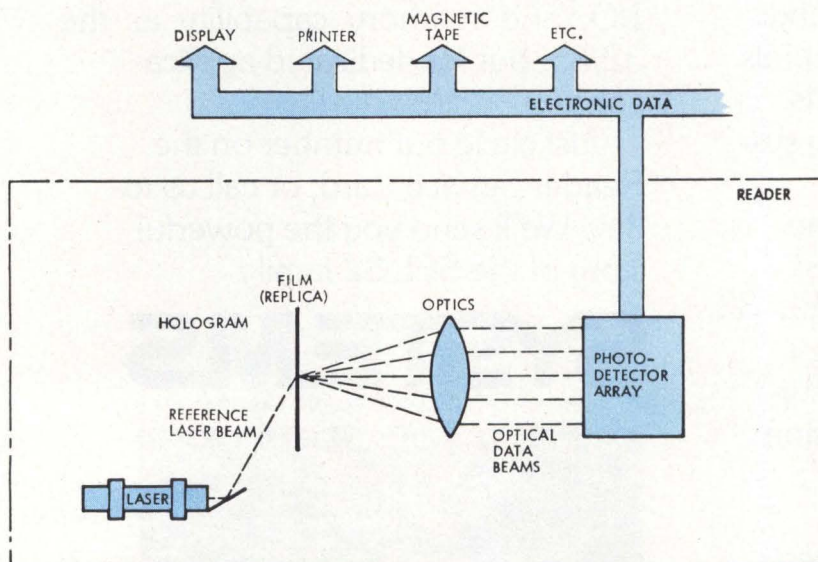 DISPLAY
PRINTER
MAGNETIC
TAPE
ETC.
ELECTRONIC DATA
READER
FILM
(REPLICA)
OPTICS
HOLOGRAM
PHOTO-
DETECTOR
ARRAY
REFERENCE
LASER BEAM
OPTICAL
DATA
BEAMS
LASER